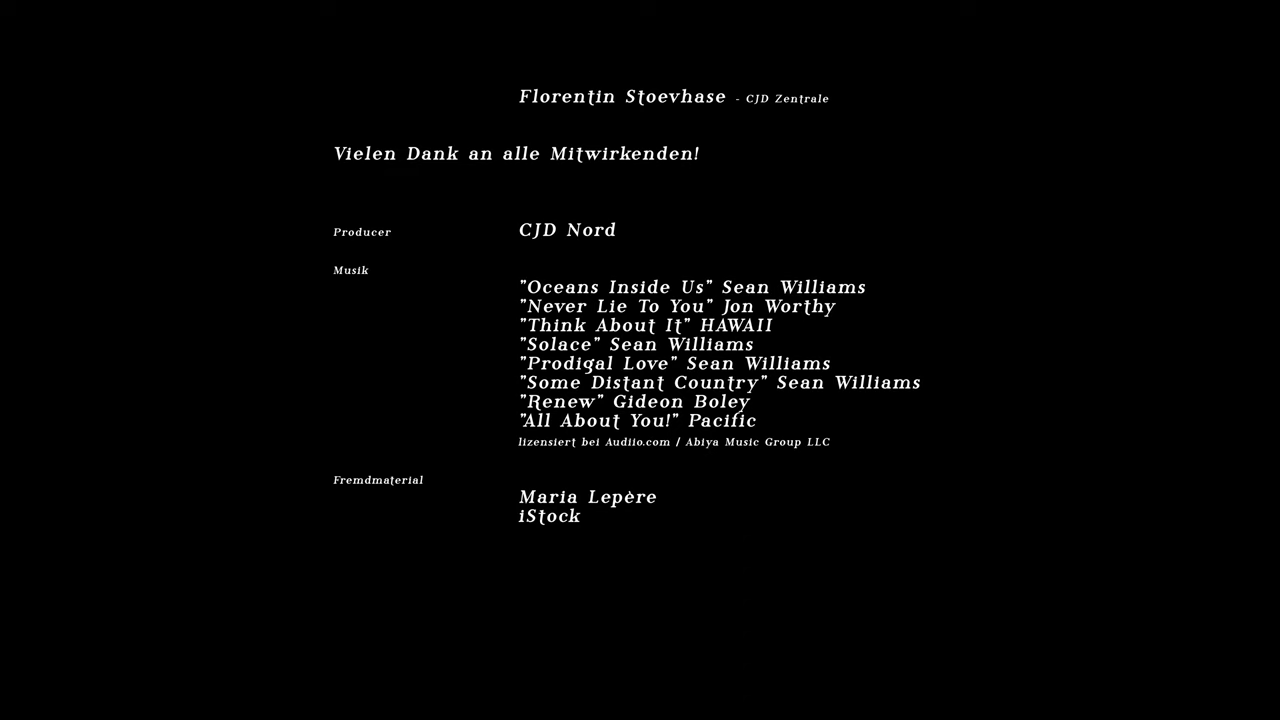 Florentin Stoevhase - CJD Zentrale
Vielen Dank an alle Mitwirkenden!
Producer CJD Nord
Musik
"Oceans Inside Us" Sean Williams
"Never Lie To You" Jon Worthy
"Think About It" HAWAII
"Solace" Sean Williams
"Prodigal Love" Sean Williams
"Some Distant Country" Sean Williams
"Renew" Gideon Boley
"All About You!" Pacific
lizensiert bei Audiio.com / Abiya Music Group LLC
Fremdmaterial
Maria Lepère
iStock